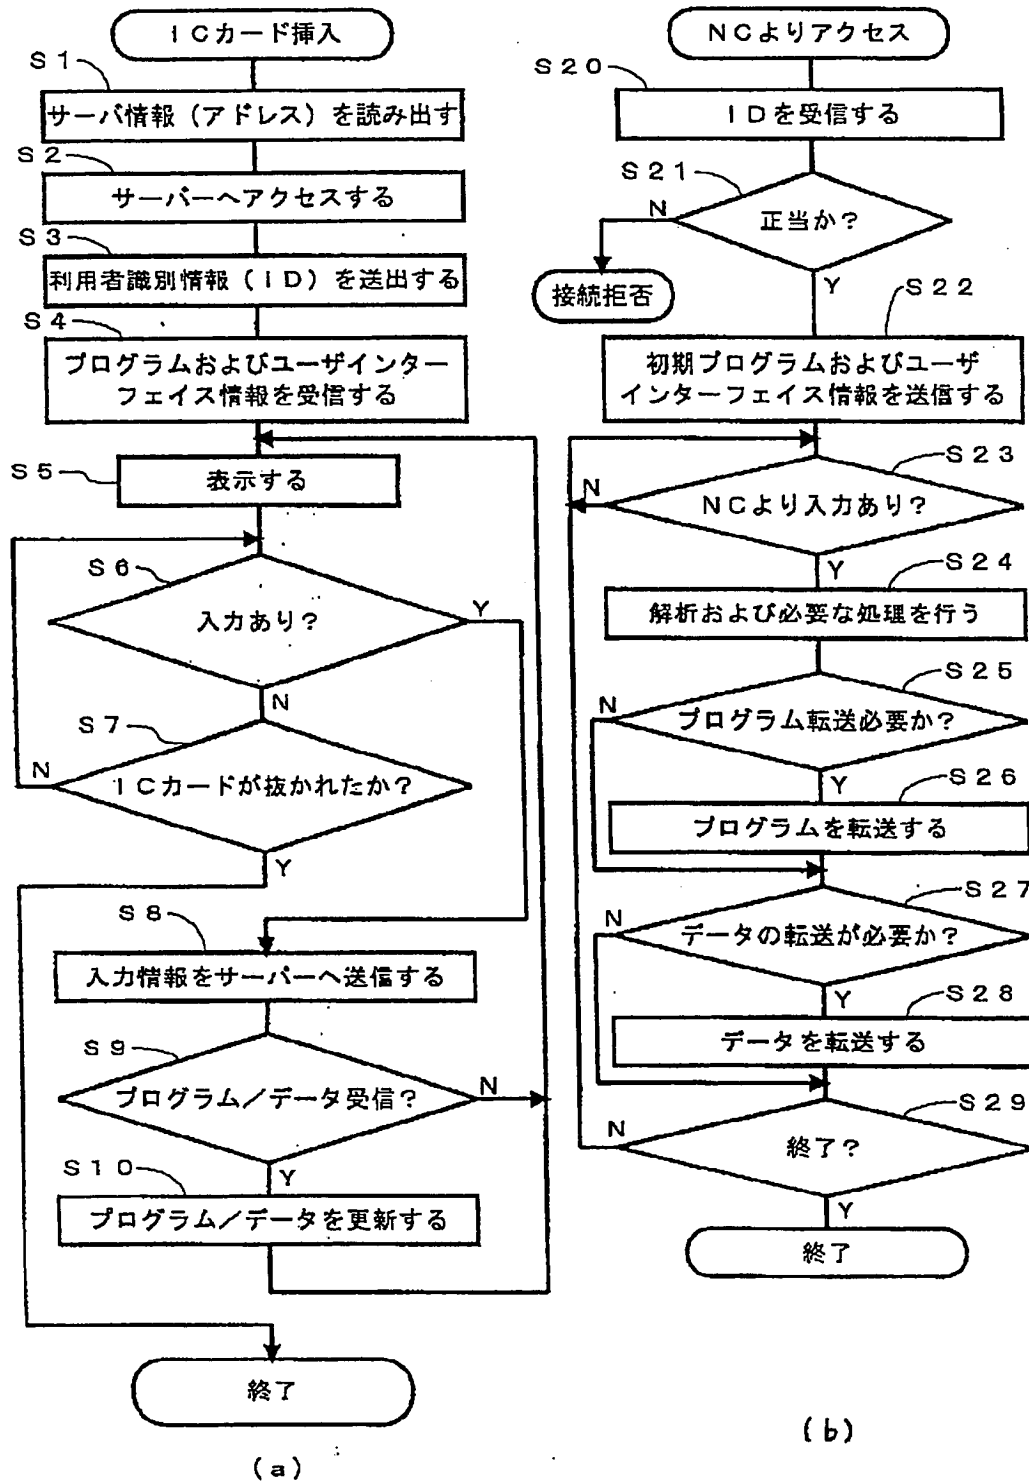 ICカード挿入
S1
サーバ情報(アドレス)を読み出す
S2
サーバーへアクセスする
S3
利用者識別情報(ID)を送出する
S4
プログラムおよびユーザインター
フェイス情報を受信する
S5
表示する
S6
入力あり?
Y
N
S7
ICカードが抜かれたか?
N
Y
S8
入力情報をサーバーへ送信する
S9
プログラム/データ受信?
N
Y
S10
プログラム/データを更新する
終了
(a)
NCよりアクセス
S20
IDを受信する
S21
正当か?
N
接続拒否
Y
S22
初期プログラムおよびユーザ
インターフェイス情報を送信する
S23
NCより入力あり?
N
Y
S24
解析および必要な処理を行う
S25
プログラム転送必要か?
N
Y
S26
プログラムを転送する
S27
データの転送が必要か?
N
Y
S28
データを転送する
S29
終了?
N
Y
終了
(b)